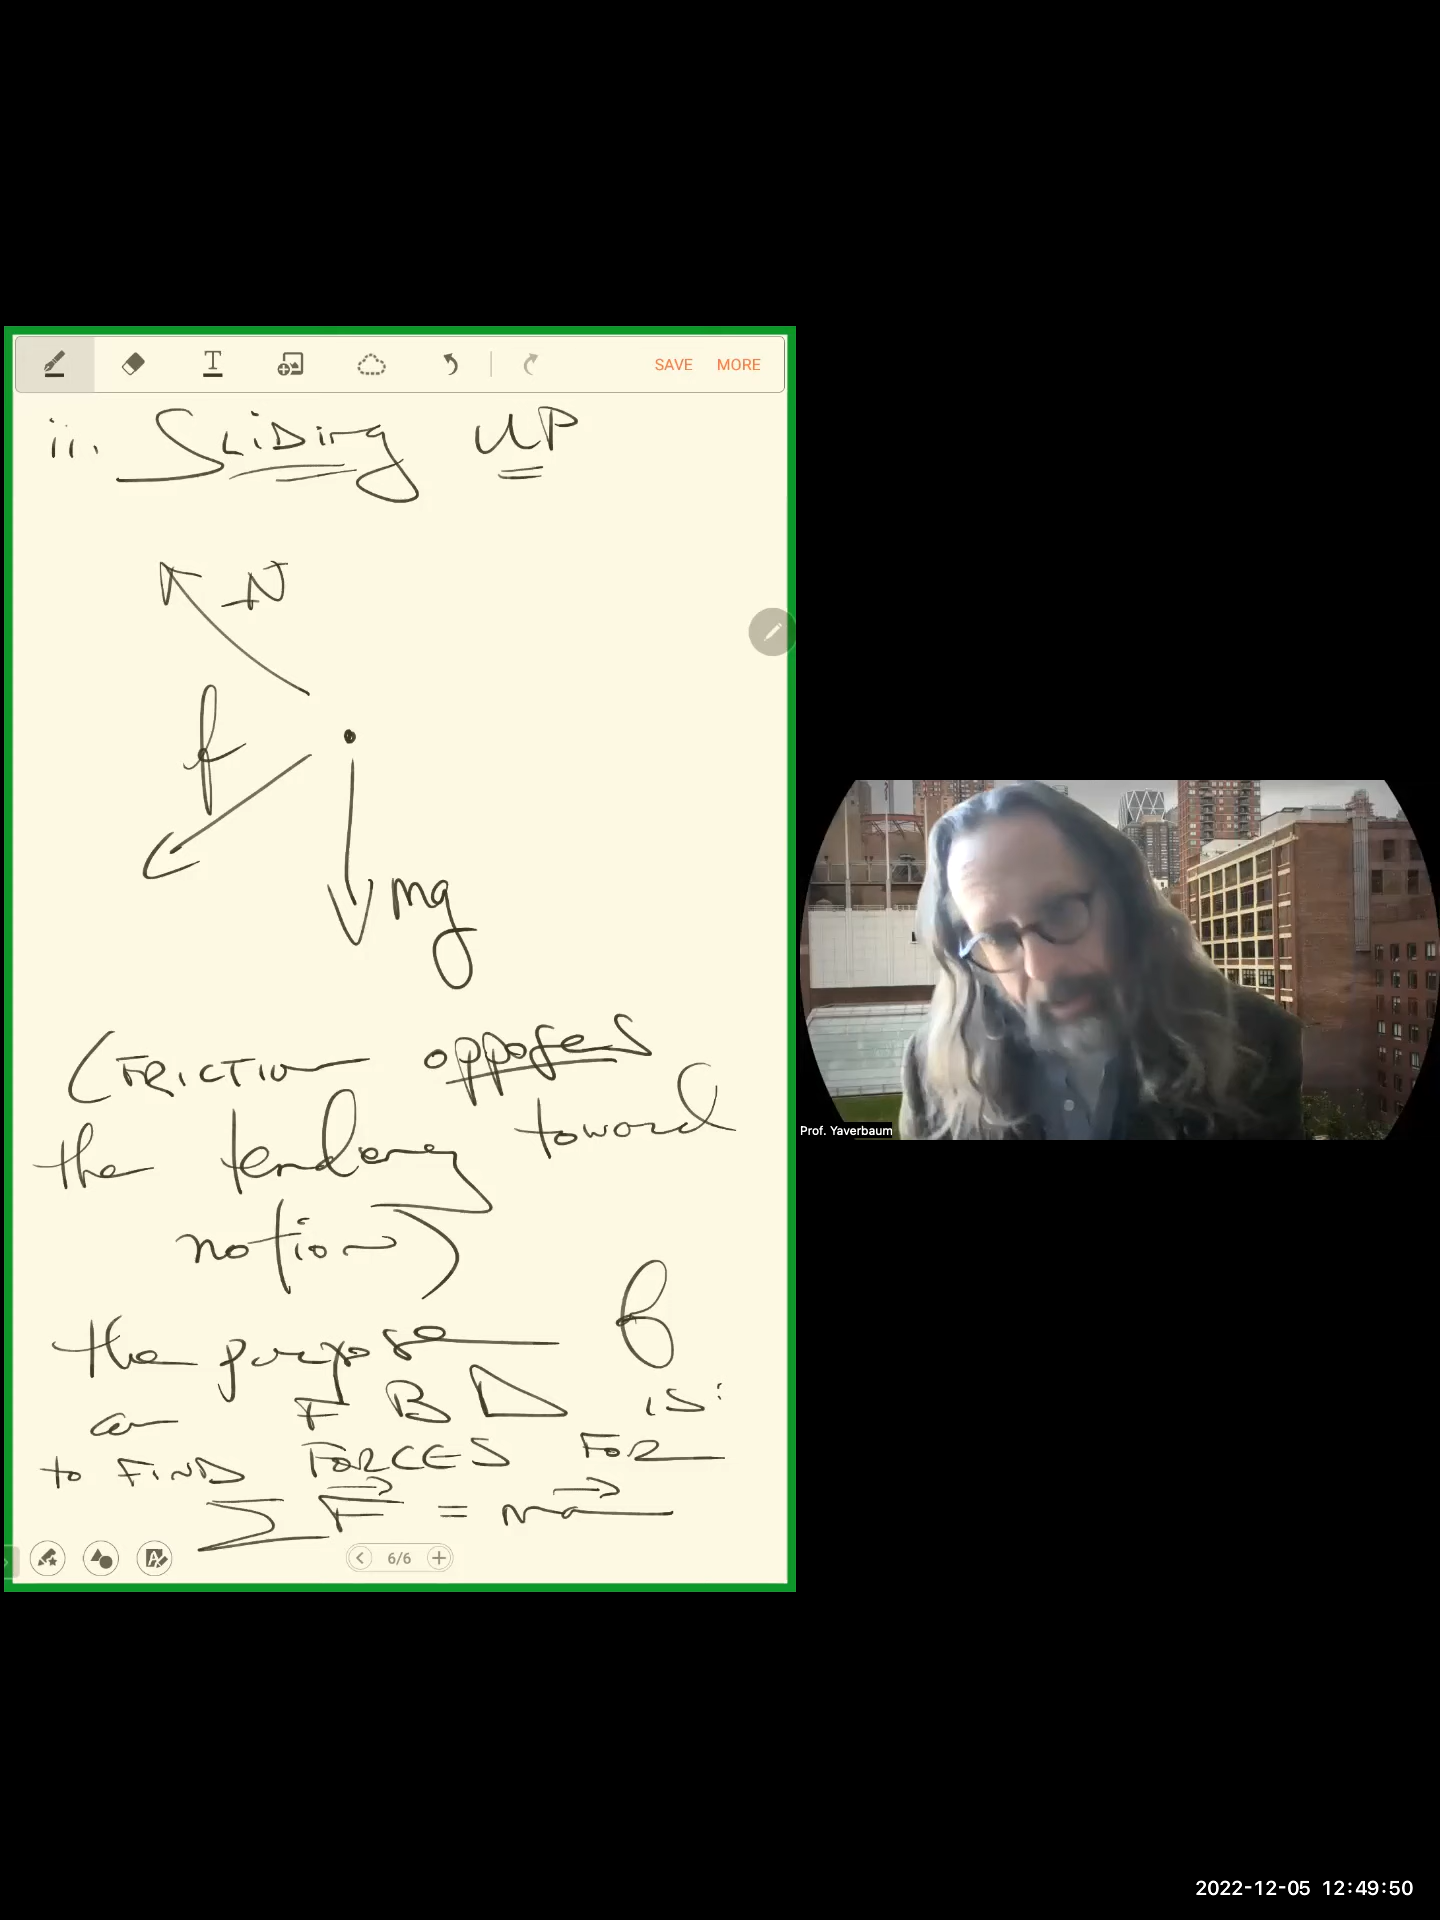 SAVE MORE
ii. SLiDing UP
N
f
mg
(FRICTION opposes
the tendency toward
motion)
the purpose of
an FBD is:
to FIND FORCES FOR
∑F⃗ = ma⃗
6/6
Prof. Yaverbaum
2022-12-05 12:49:50